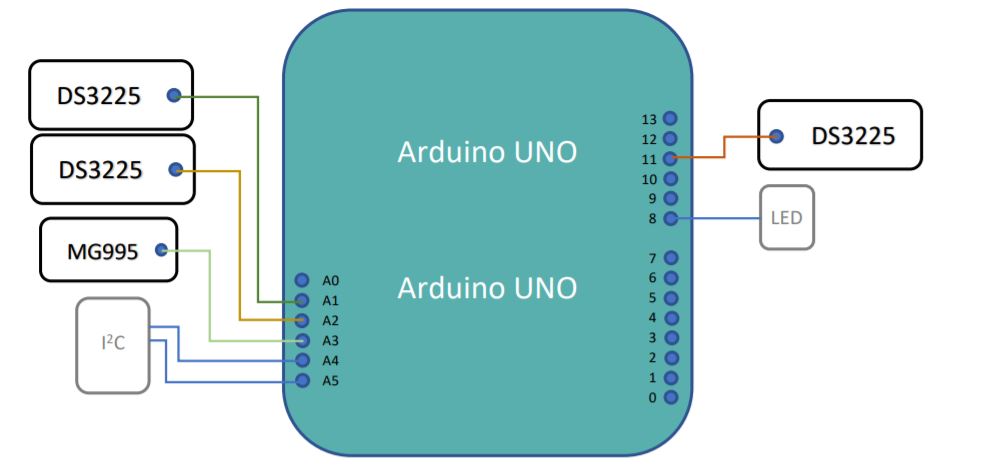 DS3225
DS3225
MG995
I²C
Arduino UNO
Arduino UNO
A0
A1
A2
A3
A4
A5
13
12
11
10
9
8
7
6
5
4
3
2
1
0
DS3225
LED